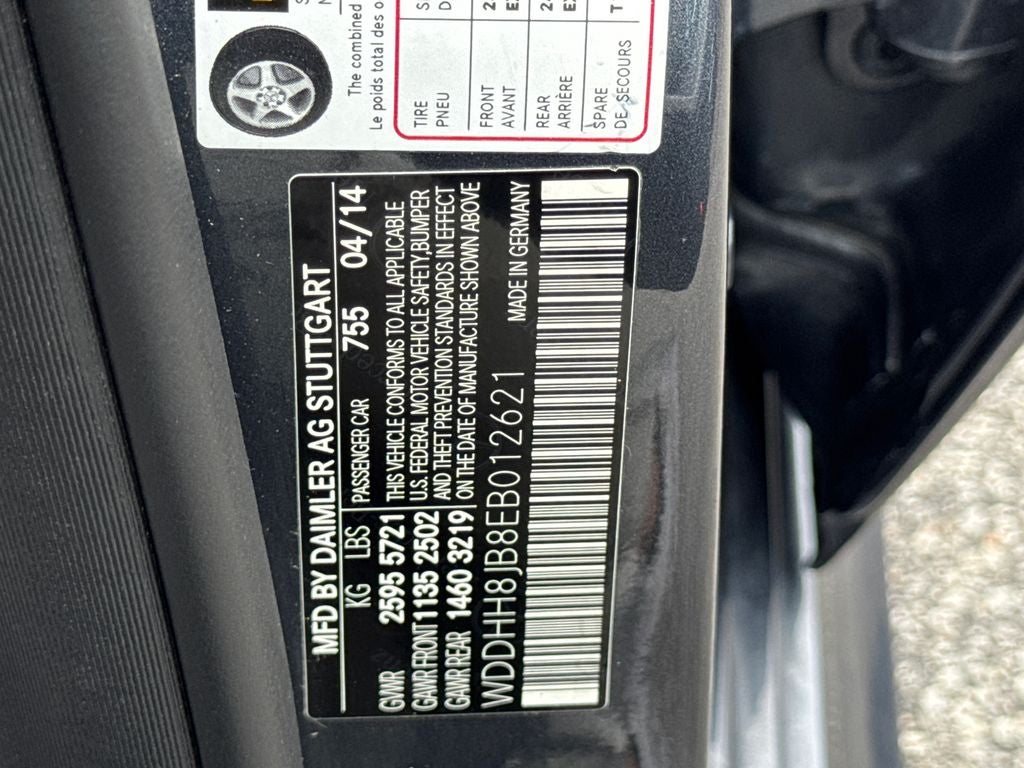 MFD BY DAIMLER AG STUTTGART
KG LBS PASSENGER CAR 755 04/14
GVWR 2595 5721 THIS VEHICLE CONFORMS TO ALL APPLICABLE
GAWR FRONT 1135 2502 U.S. FEDERAL MOTOR VEHICLE SAFETY,BUMPER
AND THEFT PREVENTION STANDARDS IN EFFECT
GAWR REAR 1460 3219 ON THE DATE OF MANUFACTURE SHOWN ABOVE
WDDHH8JB8EB012621 MADE IN GERMANY
The combined
Le poids total des o
TIRE
PNEU
FRONT
AVANT
REAR
ARRIÈRE
SPARE
DE SECOURS